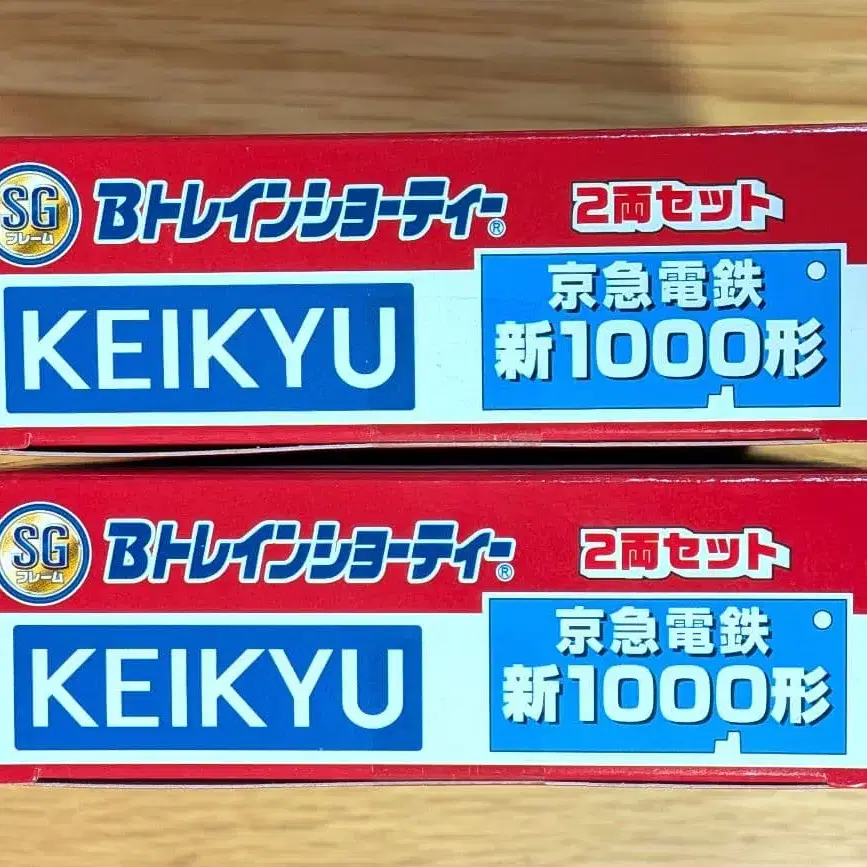 SG
フレーム
Bトレインショーティー®
2両セット
KEIKYU
京急電鉄
新1000形
SG
フレーム
Bトレインショーティー®
2両セット
KEIKYU
京急電鉄
新1000形